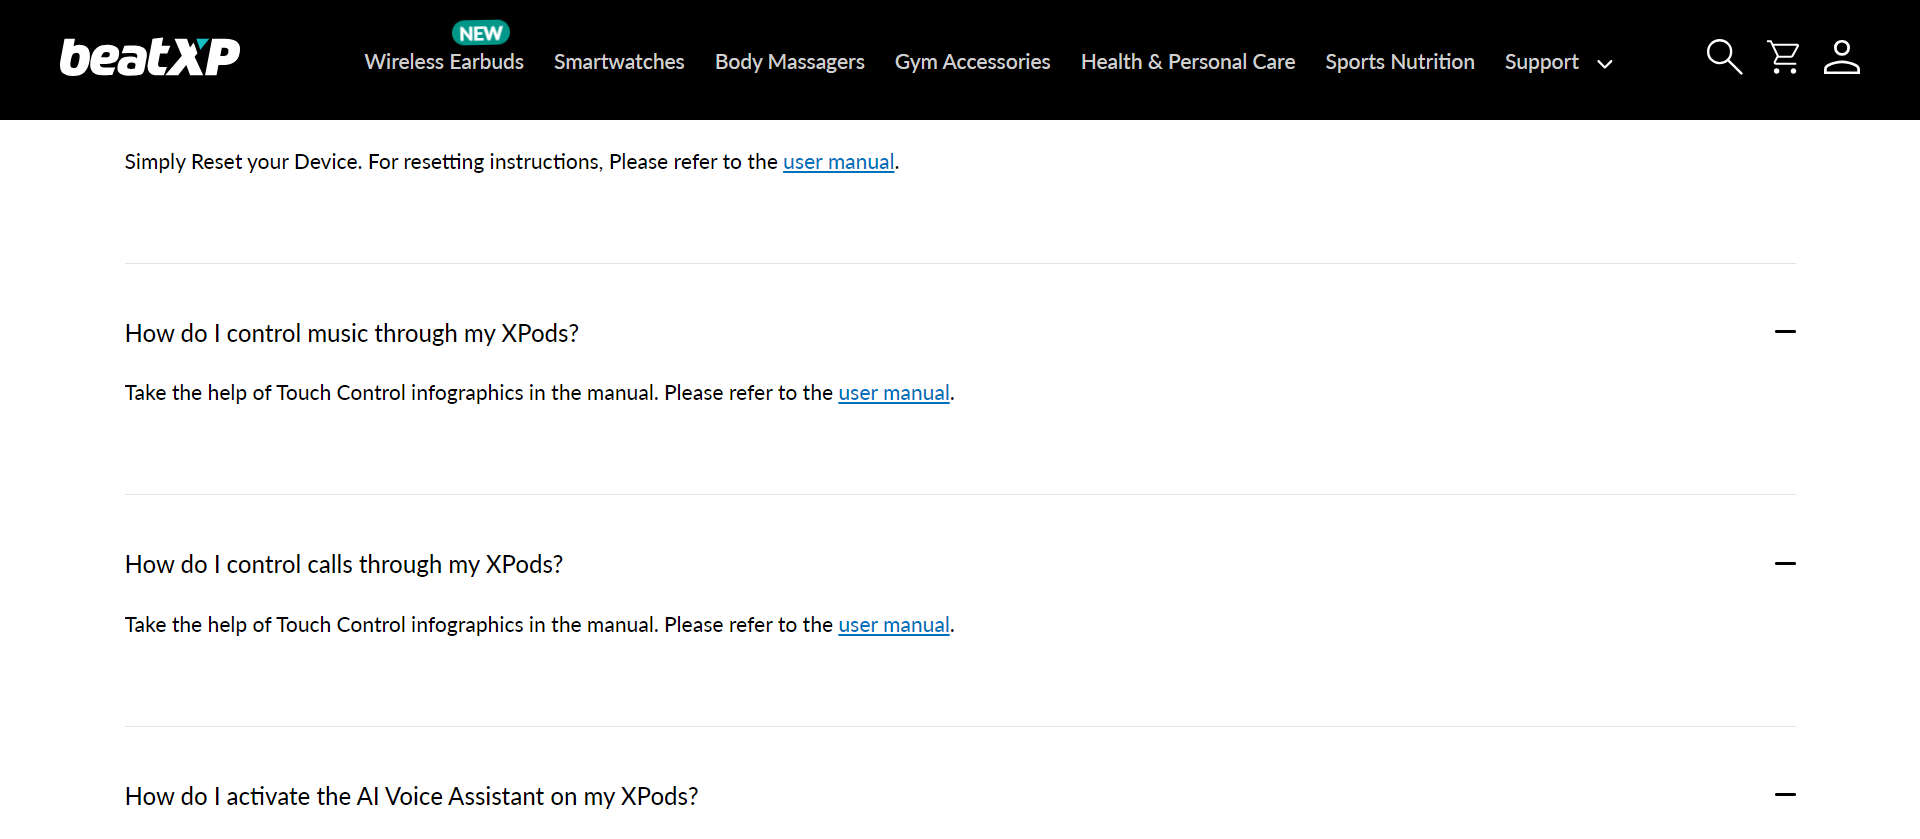 beatXP
NEW
Wireless Earbuds Smartwatches Body Massagers Gym Accessories Health & Personal Care Sports Nutrition Support
Simply Reset your Device. For resetting instructions, Please refer to the user manual.
How do I control music through my XPods?
Take the help of Touch Control infographics in the manual. Please refer to the user manual.
How do I control calls through my XPods?
Take the help of Touch Control infographics in the manual. Please refer to the user manual.
How do I activate the AI Voice Assistant on my XPods?